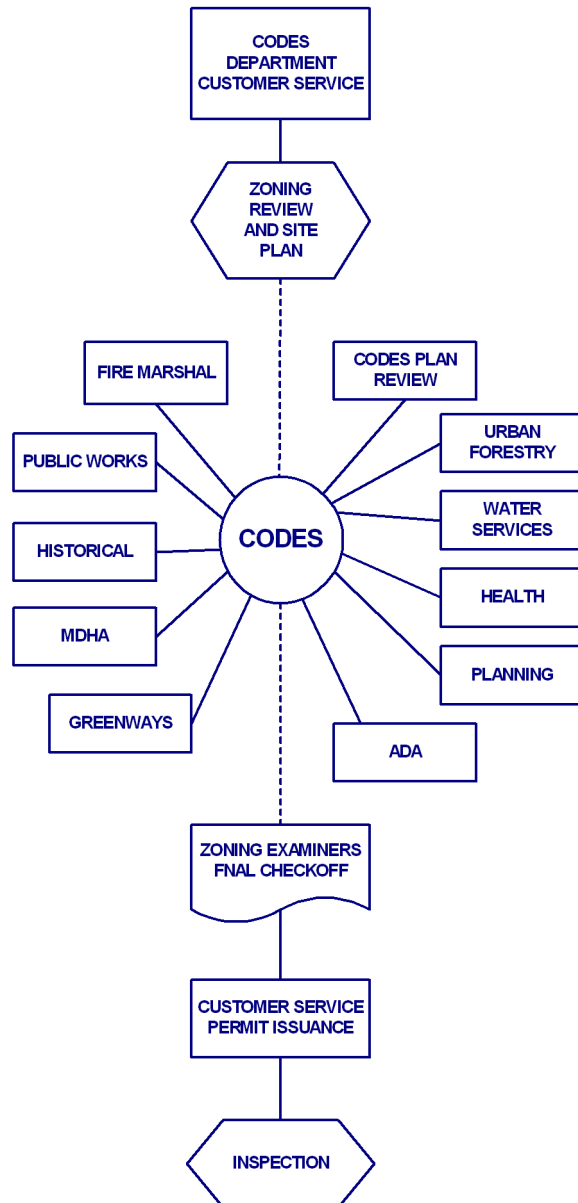 CODES
DEPARTMENT
CUSTOMER SERVICE
ZONING
REVIEW
AND SITE
PLAN
FIRE MARSHAL
CODES PLAN
REVIEW
PUBLIC WORKS
URBAN
FORESTRY
HISTORICAL
CODES
WATER
SERVICES
MDHA
HEALTH
GREENWAYS
PLANNING
ADA
ZONING EXAMINERS
FNAL CHECKOFF
CUSTOMER SERVICE
PERMIT ISSUANCE
INSPECTION